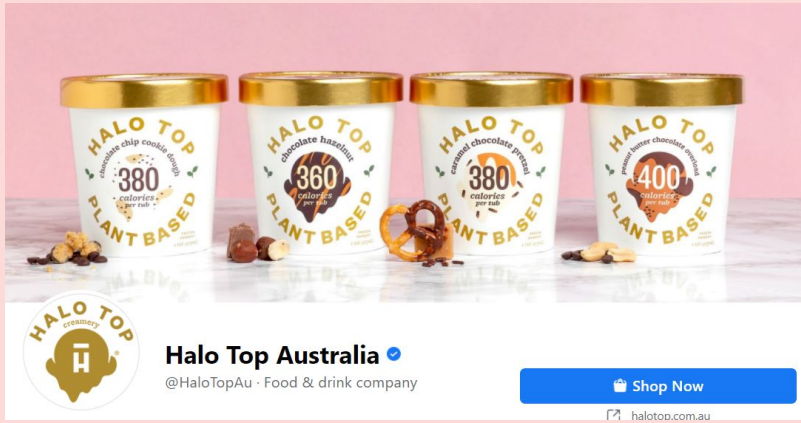 HALO TOP
chocolate chip cookie dough
380
calories
per tub
PLANT BASED
HALO TOP
chocolate hazelnut
360
calories
per tub
PLANT BASED
HALO TOP
caramel chocolate pretzel
380
calories
per tub
PLANT BASED
HALO TOP
peanut butter chocolate overload
400
calories
per tub
PLANT BASED
HALO TOP
creamery
H
Halo Top Australia
@HaloTopAu · Food & drink company
Shop Now
halotop.com.au